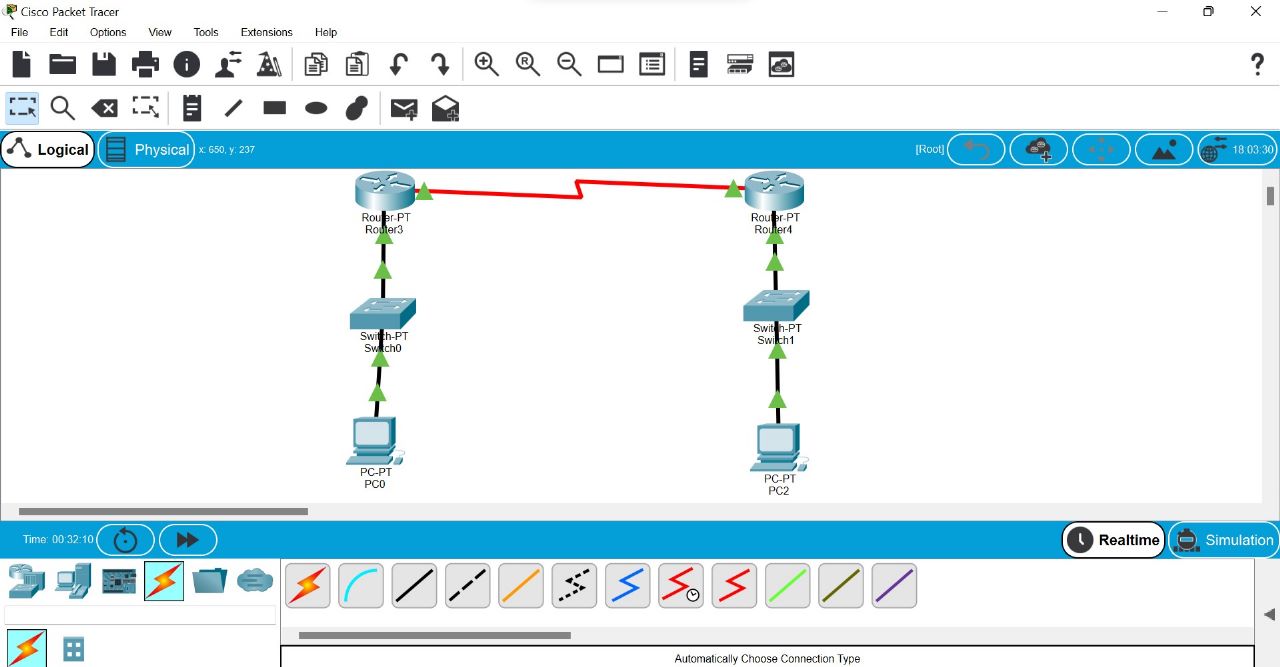 Cisco Packet Tracer
File Edit Options View Tools Extensions Help
R
?
Logical
Physical
x: 650, y: 237
[Root]
18:03:30
Router-PT
Router3
Router-PT
Router4
Switch-PT
Switch0
Switch-PT
Switch1
PC-PT
PC0
PC-PT
PC2
Time: 00:32:10
Realtime
Simulation
Automatically Choose Connection Type